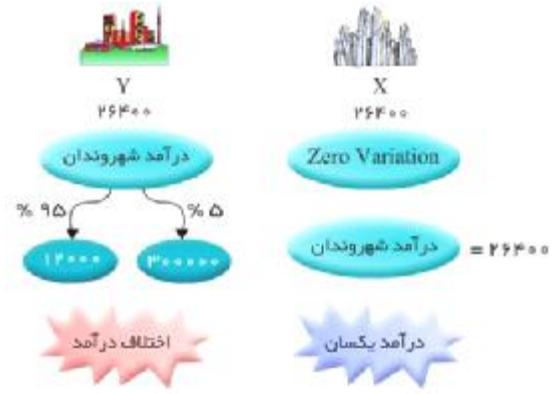 Y
۲۶۴۰۰
درآمد شهروندان
% ۹۵
% ۵
۱۲۰۰۰
۳۰۰۰۰۰
اختلاف درآمد
X
۲۶۴۰۰
Zero Variation
درآمد شهروندان
= ۲۶۴۰۰
درآمد یکسان